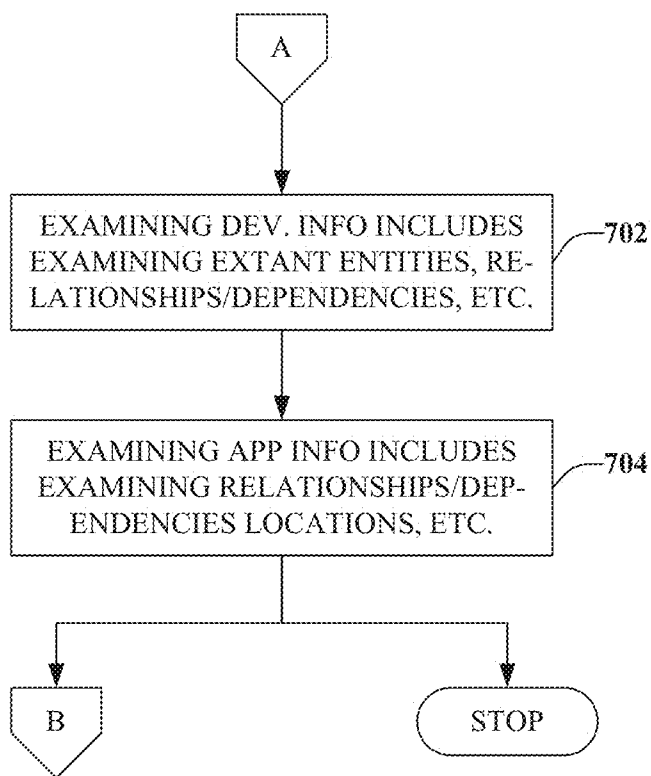 A
EXAMINING DEV. INFO INCLUDES
EXAMINING EXTANT ENTITIES, RE-
LATIONSHIPS/DEPENDENCIES, ETC.
702
EXAMINING APP INFO INCLUDES
EXAMINING RELATIONSHIPS/DEP-
ENDENCIES LOCATIONS, ETC.
704
B
STOP